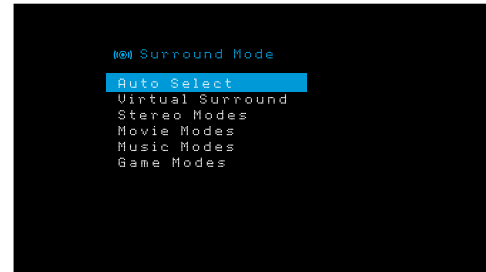 Surround Mode
Auto Select
Virtual Surround
Stereo Modes
Movie Modes
Music Modes
Game Modes